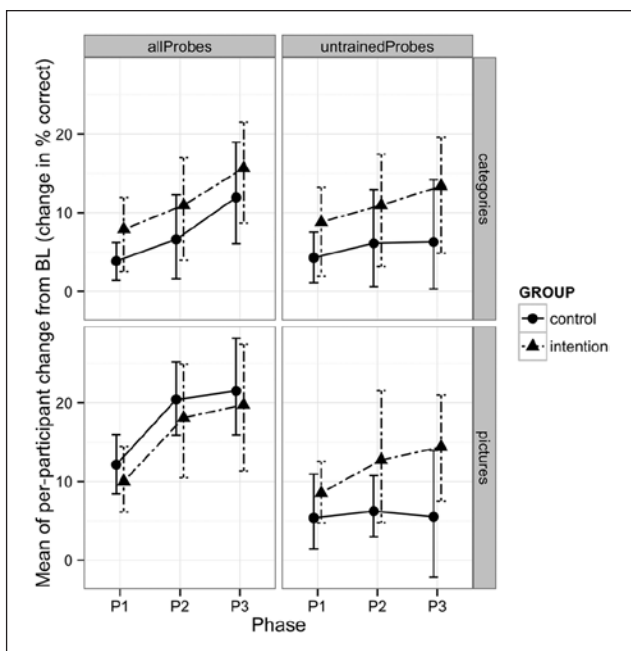 allProbes untrainedProbes
Mean of per-participant change from BL (change in % correct)
20
10
0
categories
20
10
0
pictures
P1 P2 P3 P1 P2 P3
Phase
GROUP
control
intention